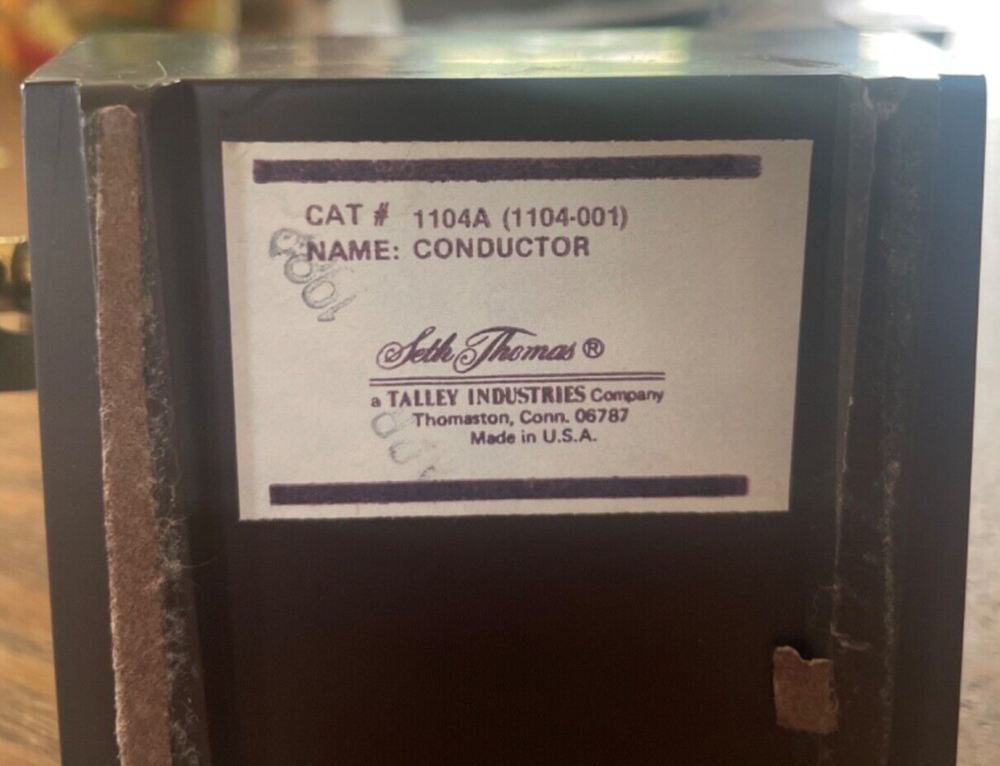 CAT # 1104A (1104-001)
NAME: CONDUCTOR
Seth Thomas ®
a TALLEY INDUSTRIES Company
Thomaston, Conn. 06787
Made in U.S.A.